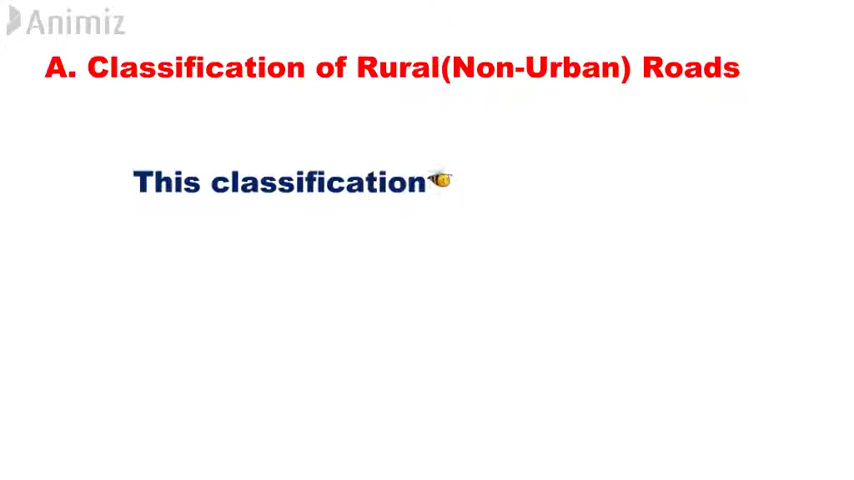 Animiz
A. Classification of Rural(Non-Urban) Roads
This classification